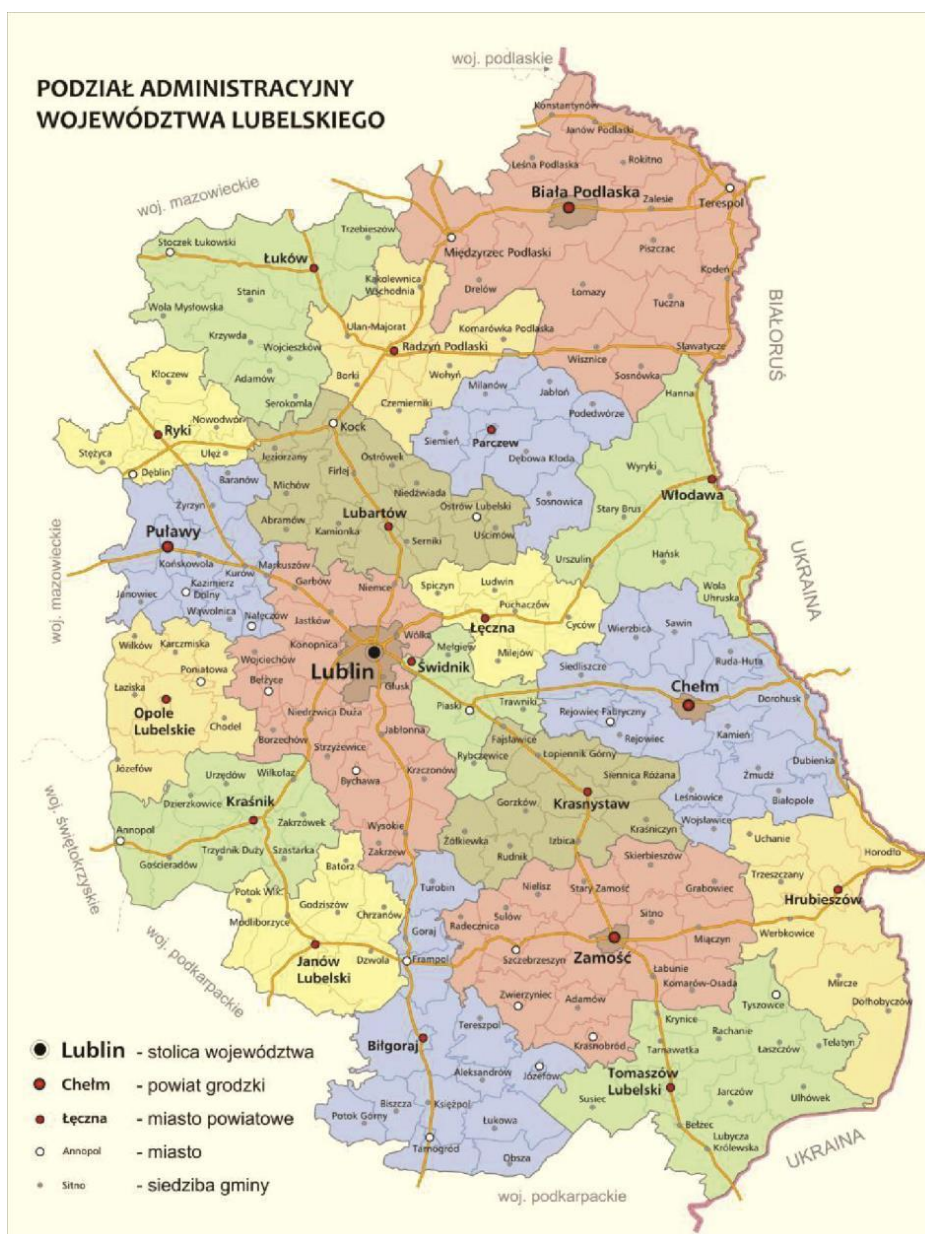 PODZIAŁ ADMINISTRACYJNY
WOJEWÓDZTWA LUBELSKIEGO
woj. podlaskie
Konstantynów
Janów Podlaski
Leśna Podlaska
Rokitno
Biała Podlaska
Zalesie
Terespol
woj. mazowieckie
Trzebieszów
Stoczek Łukowski
Międzyrzec Podlaski
Piszczac
Łuków
Kąkolewnica
Wschodnia
Kodeń
Stanin
Drelów
Łomazy
Tuczna
BIAŁORUŚ
Wola Mysłowska
Ulan-Majorat
Komarówka Podlaska
Krzywda
Wojcieszków
Radzyń Podlaski
Wisznice
Sławatycze
Kłoczew
Adamów
Borki
Wohyń
Sosnówka
Milanów
Jabłoń
Hanna
Serokomla
Czemierniki
Podedwórze
Nowodwór
Ryki
Kock
Siemień
Parczew
Stężyca
Ułęż
Jeziorzany
Ostrówek
Dębowa Kłoda
Wyryki
Dęblin
Baranów
Firlej
Michów
Niedźwiada
Sosnowica
Włodawa
Żyrzyn
Ostrów Lubelski
Stary Brus
Puławy
Abramów
Kamionka
Lubartów
Uścimów
Serniki
Urszulin
Hańsk
UKRAINA
woj. mazowieckie
Końskowola
Kurów
Markuszów
Garbów
Niemce
Spiczyn
Ludwin
Wola
Uhruska
Janowiec
Kazimierz
Dolny
Wąwolnica
Nałęczów
Jastków
Puchaczów
Łęczna
Cyców
Wierzbica
Sawin
Wilków
Karczmiska
Konopnica
Wólka
Mełgiew
Wojciechów
Milejów
Siedliszcze
Ruda-Huta
Poniatowa
Lublin
Świdnik
Łaziska
Bełżyce
Głusk
Chełm
Dorohusk
Opole
Lubelskie
Chodel
Niedrzwica Duża
Piaski
Trawniki
Rejowiec Fabryczny
Jabłonna
Rejowiec
Kamień
Borzechów
Strzyżewice
Fajsławice
Rybczewice
Łopiennik Górny
Dubienka
Józefów
Urzędów
Wilkołaz
Bychawa
Krzczonów
Siennica Różana
Żmudź
Dzierzkowice
Kraśnik
Gorzków
Krasnystaw
Leśniowice
Białopole
woj. świętokrzyskie
Annopol
Zakrzówek
Wysokie
Żółkiewka
Izbica
Kraśniczyn
Wojsławice
Uchanie
Trzydnik Duży
Szastarka
Zakrzew
Rudnik
Skierbieszów
Horodło
Gościeradów
Batorz
Turobin
Nielisz
Stary Zamość
Grabowiec
Trzeszczany
Potok Wlk.
Godziszów
Chrzanów
Sułów
Sitno
Hrubieszów
Modliborzyce
Goraj
Radecznica
Miączyn
Werbkowice
woj. podkarpackie
Janów
Lubelski
Dzwola
Frampol
Szczebrzeszyn
Zamość
Łabunie
Mircze
Zwierzyniec
Adamów
Komarów-Osada
Tyszowce
Dołhobyczów
Krynice
Tereszpol
Rachanie
Biłgoraj
Krasnobród
Tarnawatka
Łaszczów
Telatyn
Aleksandrów
Józefów
Tomaszów
Lubelski
Susiec
Jarczów
Ulhówek
Biszcza
Księżpol
Potok Górny
Łukowa
Bełżec
Lubycza
Królewska
Tarnogród
Obsza
UKRAINA
woj. podkarpackie
Lublin - stolica województwa
Chełm - powiat grodzki
Łęczna - miasto powiatowe
Annopol - miasto
Sitno - siedziba gminy